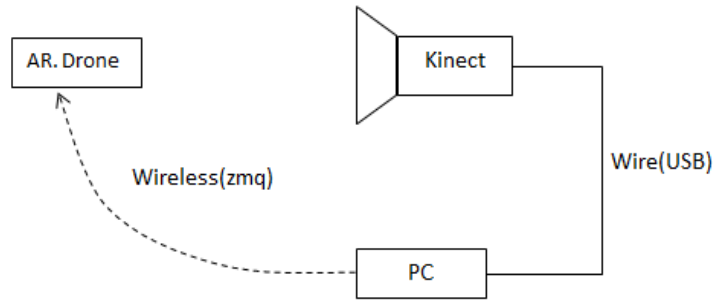 AR. Drone
Kinect
Wireless(zmq)
Wire(USB)
PC